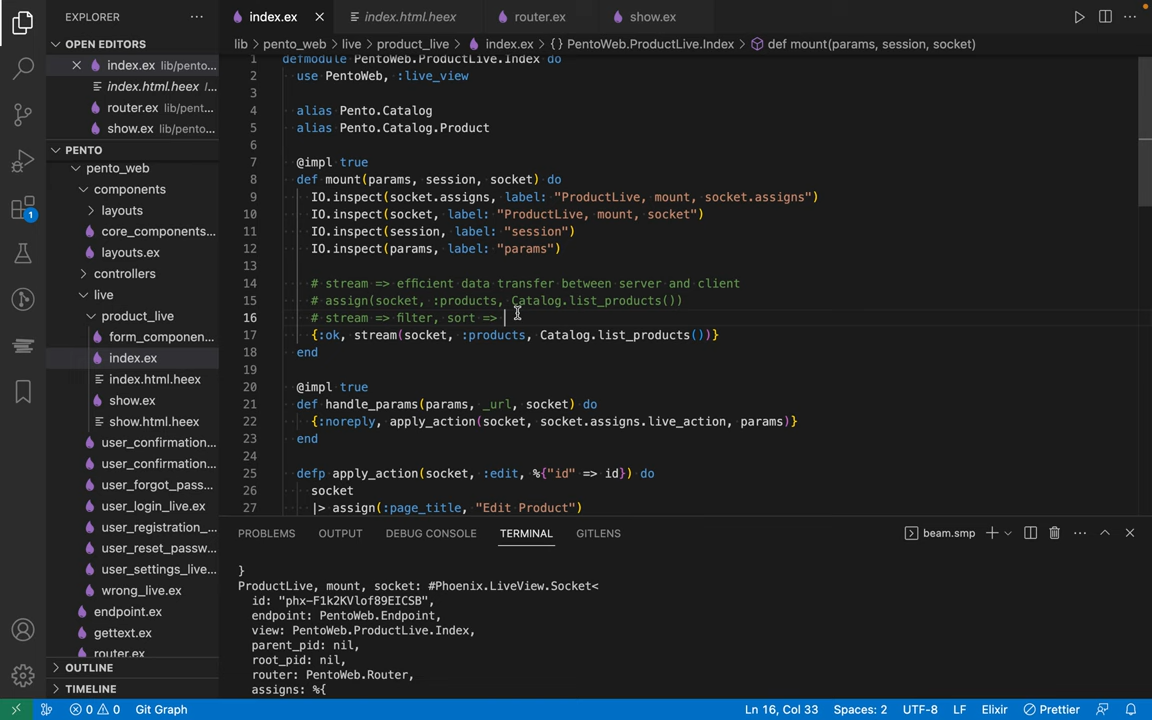 EXPLORER
OPEN EDITORS
index.ex lib/pento...
index.html.heex /...
router.ex lib/pent...
show.ex lib/pento...
PENTO
pento_web
components
layouts
core_components...
layouts.ex
controllers
live
product_live
form_componen...
index.ex
index.html.heex
show.ex
show.html.heex
user_confirmation...
user_confirmation...
user_forgot_pass...
user_login_live.ex
user_registration_...
user_reset_passw...
user_settings_live...
wrong_live.ex
endpoint.ex
gettext.ex
router.ex
OUTLINE
TIMELINE
1
index.ex index.html.heex router.ex show.ex
lib > pento_web > live > product_live > index.ex > {} PentoWeb.ProductLive.Index > def mount(params, session, socket)
1 defmodule PentoWeb.ProductLive.Index do
2 use PentoWeb, :live_view
3
4 alias Pento.Catalog
5 alias Pento.Catalog.Product
6
7 @impl true
8 def mount(params, session, socket) do
9 IO.inspect(socket.assigns, label: "ProductLive, mount, socket.assigns")
10 IO.inspect(socket, label: "ProductLive, mount, socket")
11 IO.inspect(session, label: "session")
12 IO.inspect(params, label: "params")
13
14 # stream => efficient data transfer between server and client
15 # assign(socket, :products, Catalog.list_products())
16 # stream => filter, sort =>
17 {:ok, stream(socket, :products, Catalog.list_products())}
18 end
19
20 @impl true
21 def handle_params(params, _url, socket) do
22 {:noreply, apply_action(socket, socket.assigns.live_action, params)}
23 end
24
25 defp apply_action(socket, :edit, %{"id" => id}) do
26 socket
27 |> assign(:page_title, "Edit Product")
PROBLEMS OUTPUT DEBUG CONSOLE TERMINAL GITLENS
beam.smp
}
ProductLive, mount, socket: #Phoenix.LiveView.Socket<
id: "phx-F1k2KVlof89EICSB",
endpoint: PentoWeb.Endpoint,
view: PentoWeb.ProductLive.Index,
parent_pid: nil,
root_pid: nil,
router: PentoWeb.Router,
assigns: %{
0 0 Git Graph
Ln 16, Col 33 Spaces: 2 UTF-8 LF Elixir Prettier